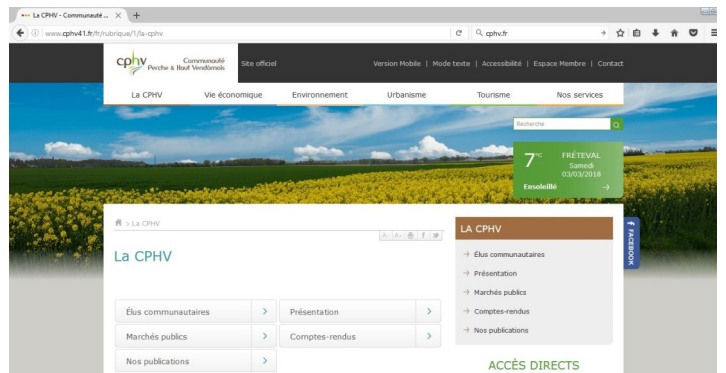 La CPHV - Communauté ...
www.cphv41.fr/fr/rubrique/1/la-cphv
cphv.fr
cphv Communauté
Perche & Haut Vendômois
Site officiel
Version Mobile | Mode texte | Accessibilité | Espace Membre | Contact
La CPHV Vie économique Environnement Urbanisme Tourisme Nos services
Recherche
7°C FRÉTEVAL
Samedi
03/03/2018
Ensoleillé
> La CPHV
A- A+
LA CPHV
FACEBOOK
La CPHV
Élus communautaires
Présentation
Marchés publics
Comptes-rendus
Nos publications
Élus communautaires Présentation
Marchés publics Comptes-rendus
Nos publications
ACCÈS DIRECTS